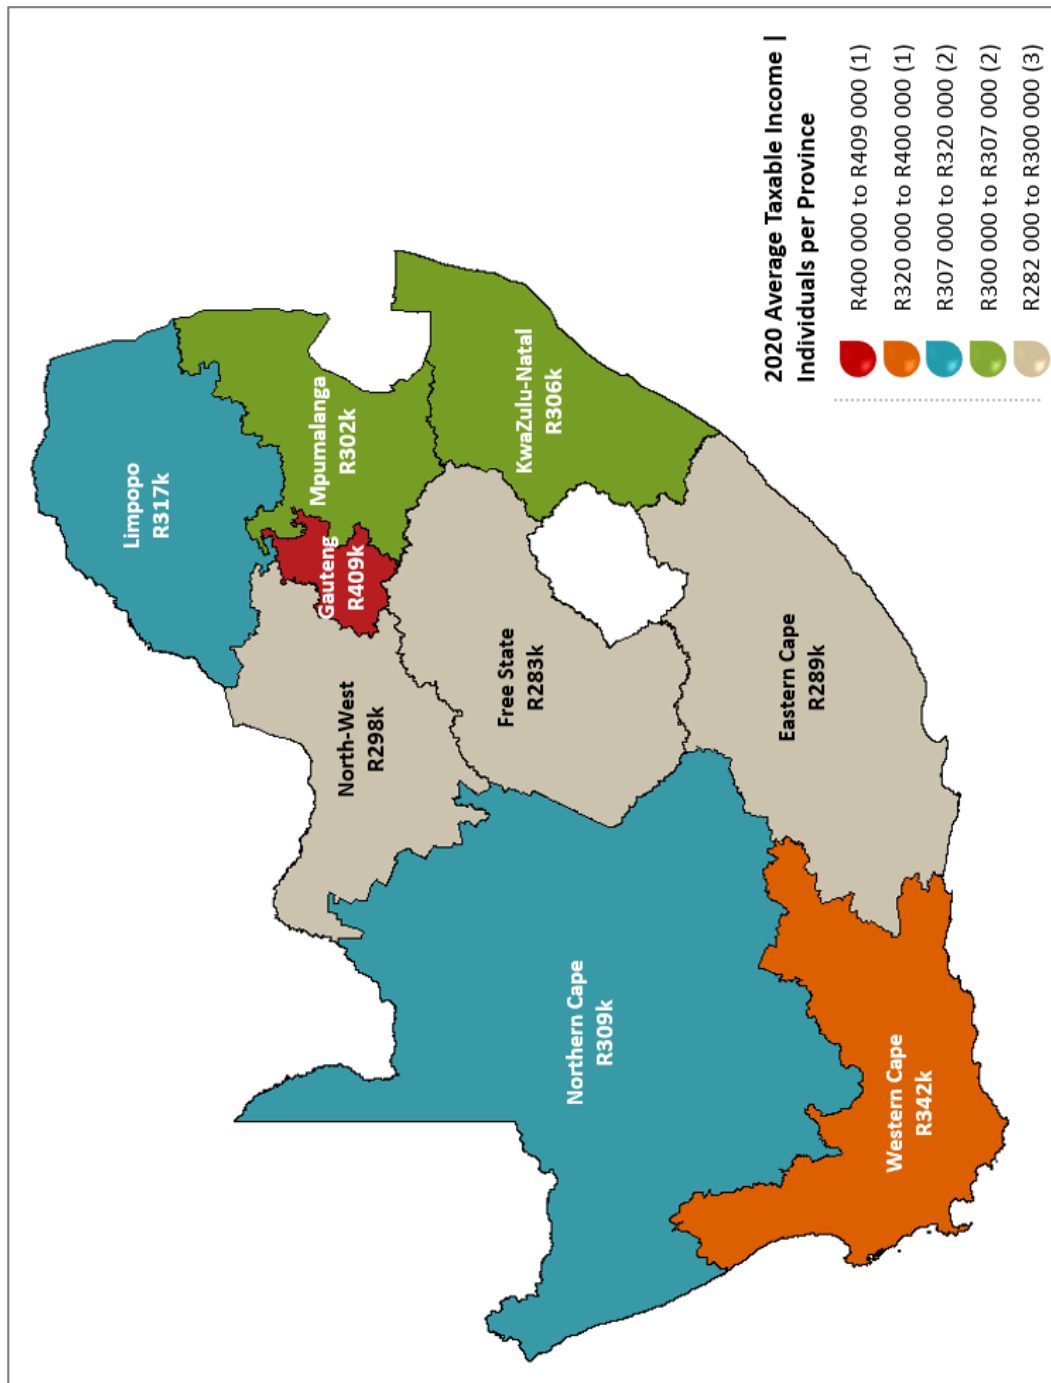 Limpopo
R317k
Mpumalanga
R302k
Gauteng
R409k
North-West
R298k
KwaZulu-Natal
R306k
Free State
R283k
Northern Cape
R309k
Eastern Cape
R289k
Western Cape
R342k
2020 Average Taxable Income |
Individuals per Province
R400 000 to R409 000 (1)
R320 000 to R400 000 (1)
R307 000 to R320 000 (2)
R300 000 to R307 000 (2)
R282 000 to R300 000 (3)